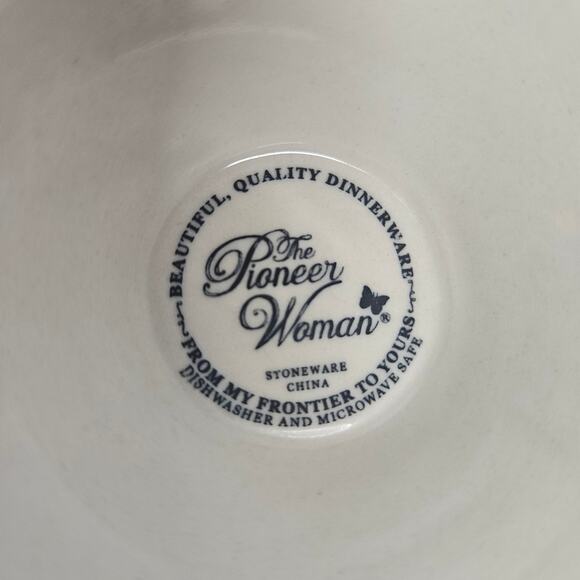 BEAUTIFUL, QUALITY DINNERWARE
The
Pioneer
Woman®
STONEWARE
CHINA
FROM MY FRONTIER TO YOURS
DISHWASHER AND MICROWAVE SAFE